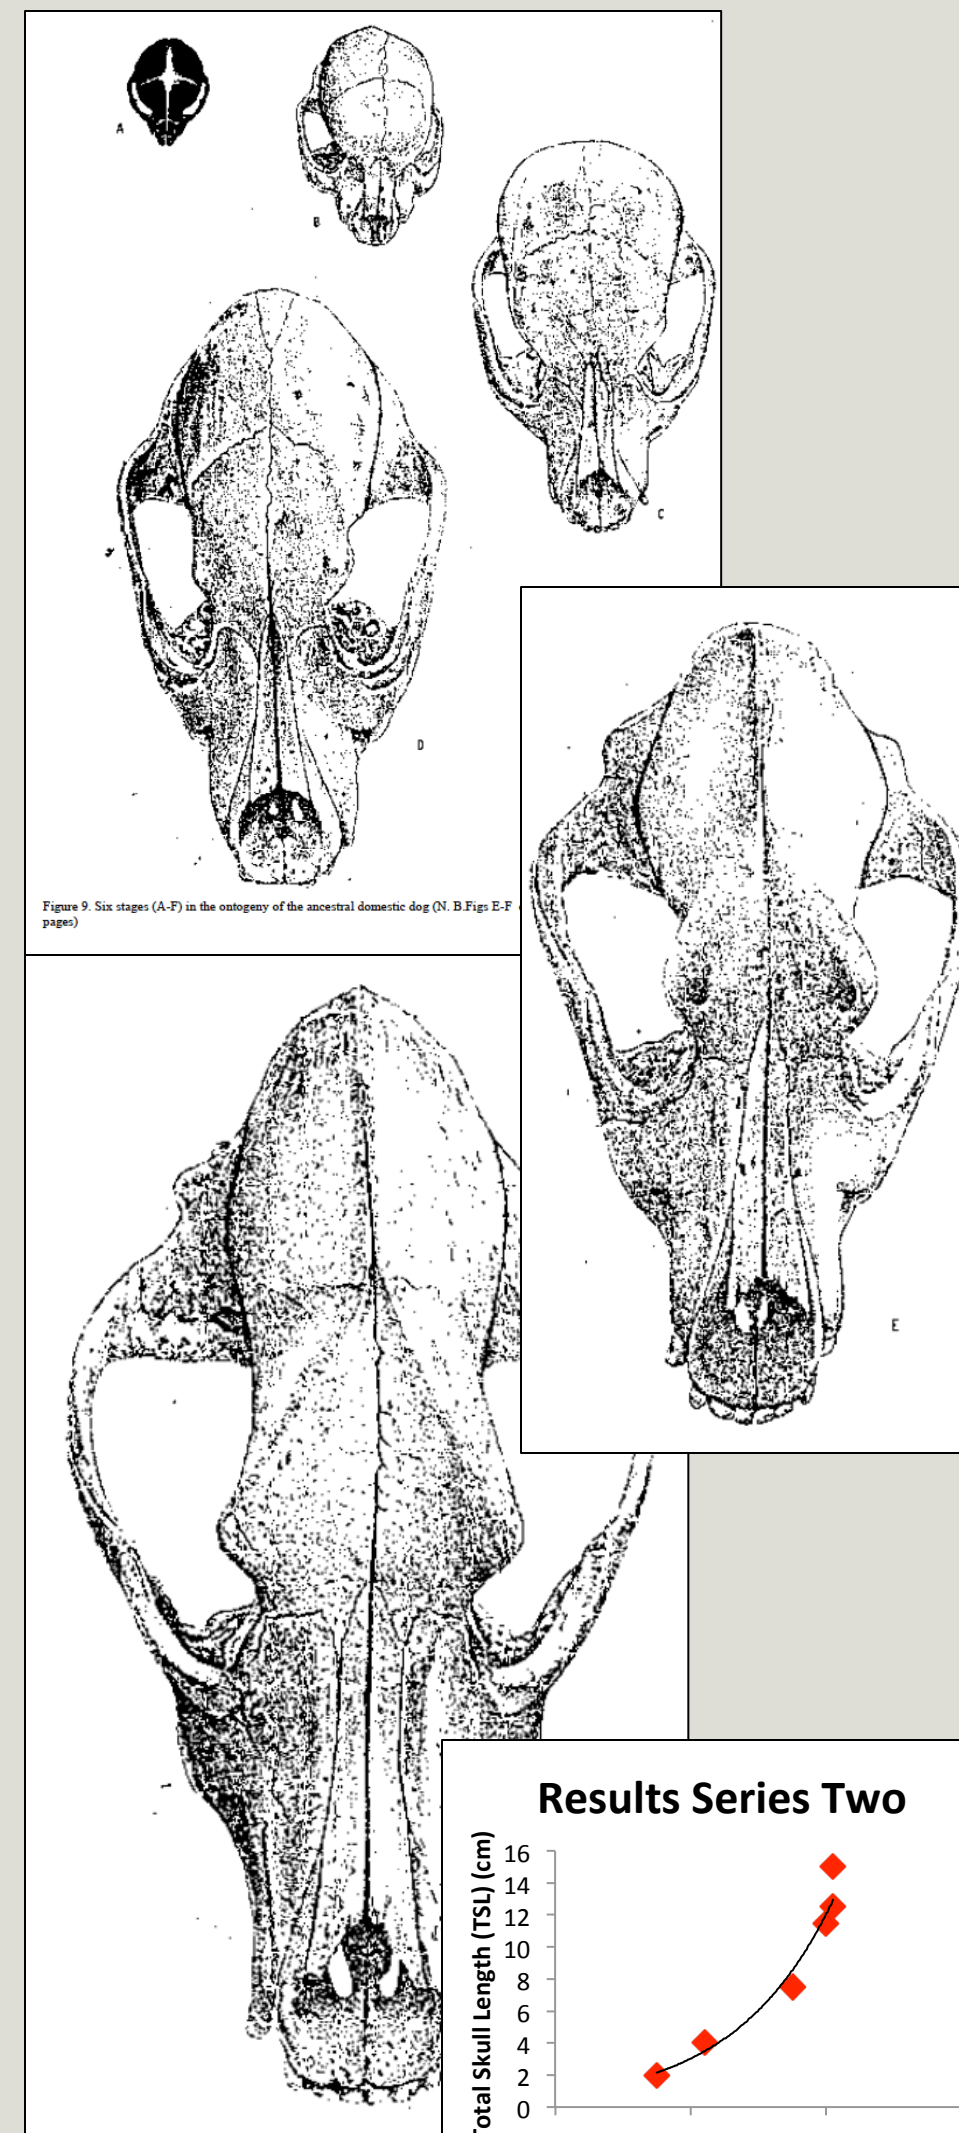 A
B
C
D
Figure 9. Six stages (A-F) in the ontogeny of the ancestral domestic dog (N. B.Figs E-F
pages)
E
Results Series Two
Total Skull Length (TSL) (cm)
16
14
12
10
8
6
4
2
0